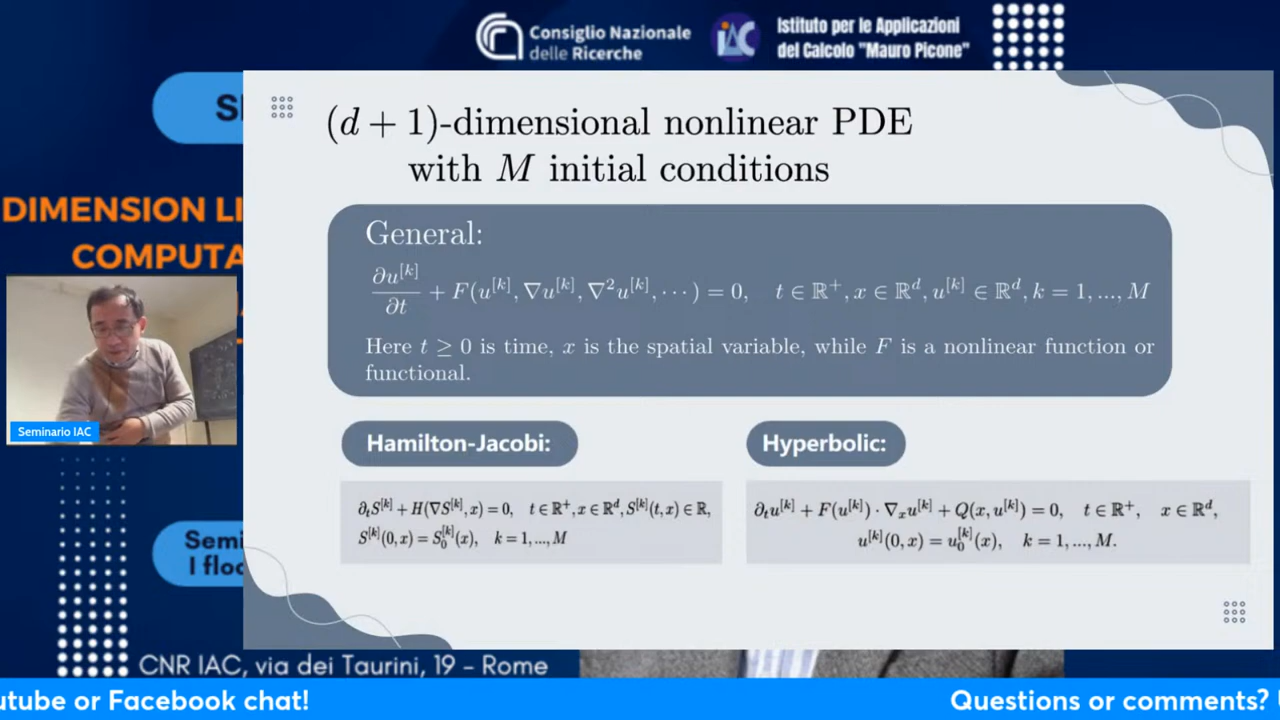 Consiglio Nazionale
delle Ricerche
iAC
Istituto per le Applicazioni
del Calcolo "Mauro Picone"
DIMENSION LI
COMPUTA
Seminario IAC
Semi
I floo
(d + 1)-dimensional nonlinear PDE
with M initial conditions
General:
∂u^{[k]}/∂t + F(u^{[k]}, ∇u^{[k]}, ∇²u^{[k]}, ⋯) = 0, t ∈ ℝ⁺, x ∈ ℝ^d, u^{[k]} ∈ ℝ^d, k = 1, ..., M
Here t ≥ 0 is time, x is the spatial variable, while F is a nonlinear function or
functional.
Hamilton-Jacobi:
∂_t S^{[k]} + H(∇S^{[k]}, x) = 0, t ∈ ℝ⁺, x ∈ ℝ^d, S^{[k]}(t, x) ∈ ℝ,
S^{[k]}(0, x) = S_0^{[k]}(x), k = 1, ..., M
Hyperbolic:
∂_t u^{[k]} + F(u^{[k]}) · ∇_x u^{[k]} + Q(x, u^{[k]}) = 0, t ∈ ℝ⁺, x ∈ ℝ^d,
u^{[k]}(0, x) = u_0^{[k]}(x), k = 1, ..., M.
CNR IAC, via dei Taurini, 19 – Rome
utube or Facebook chat!
Questions or comments?